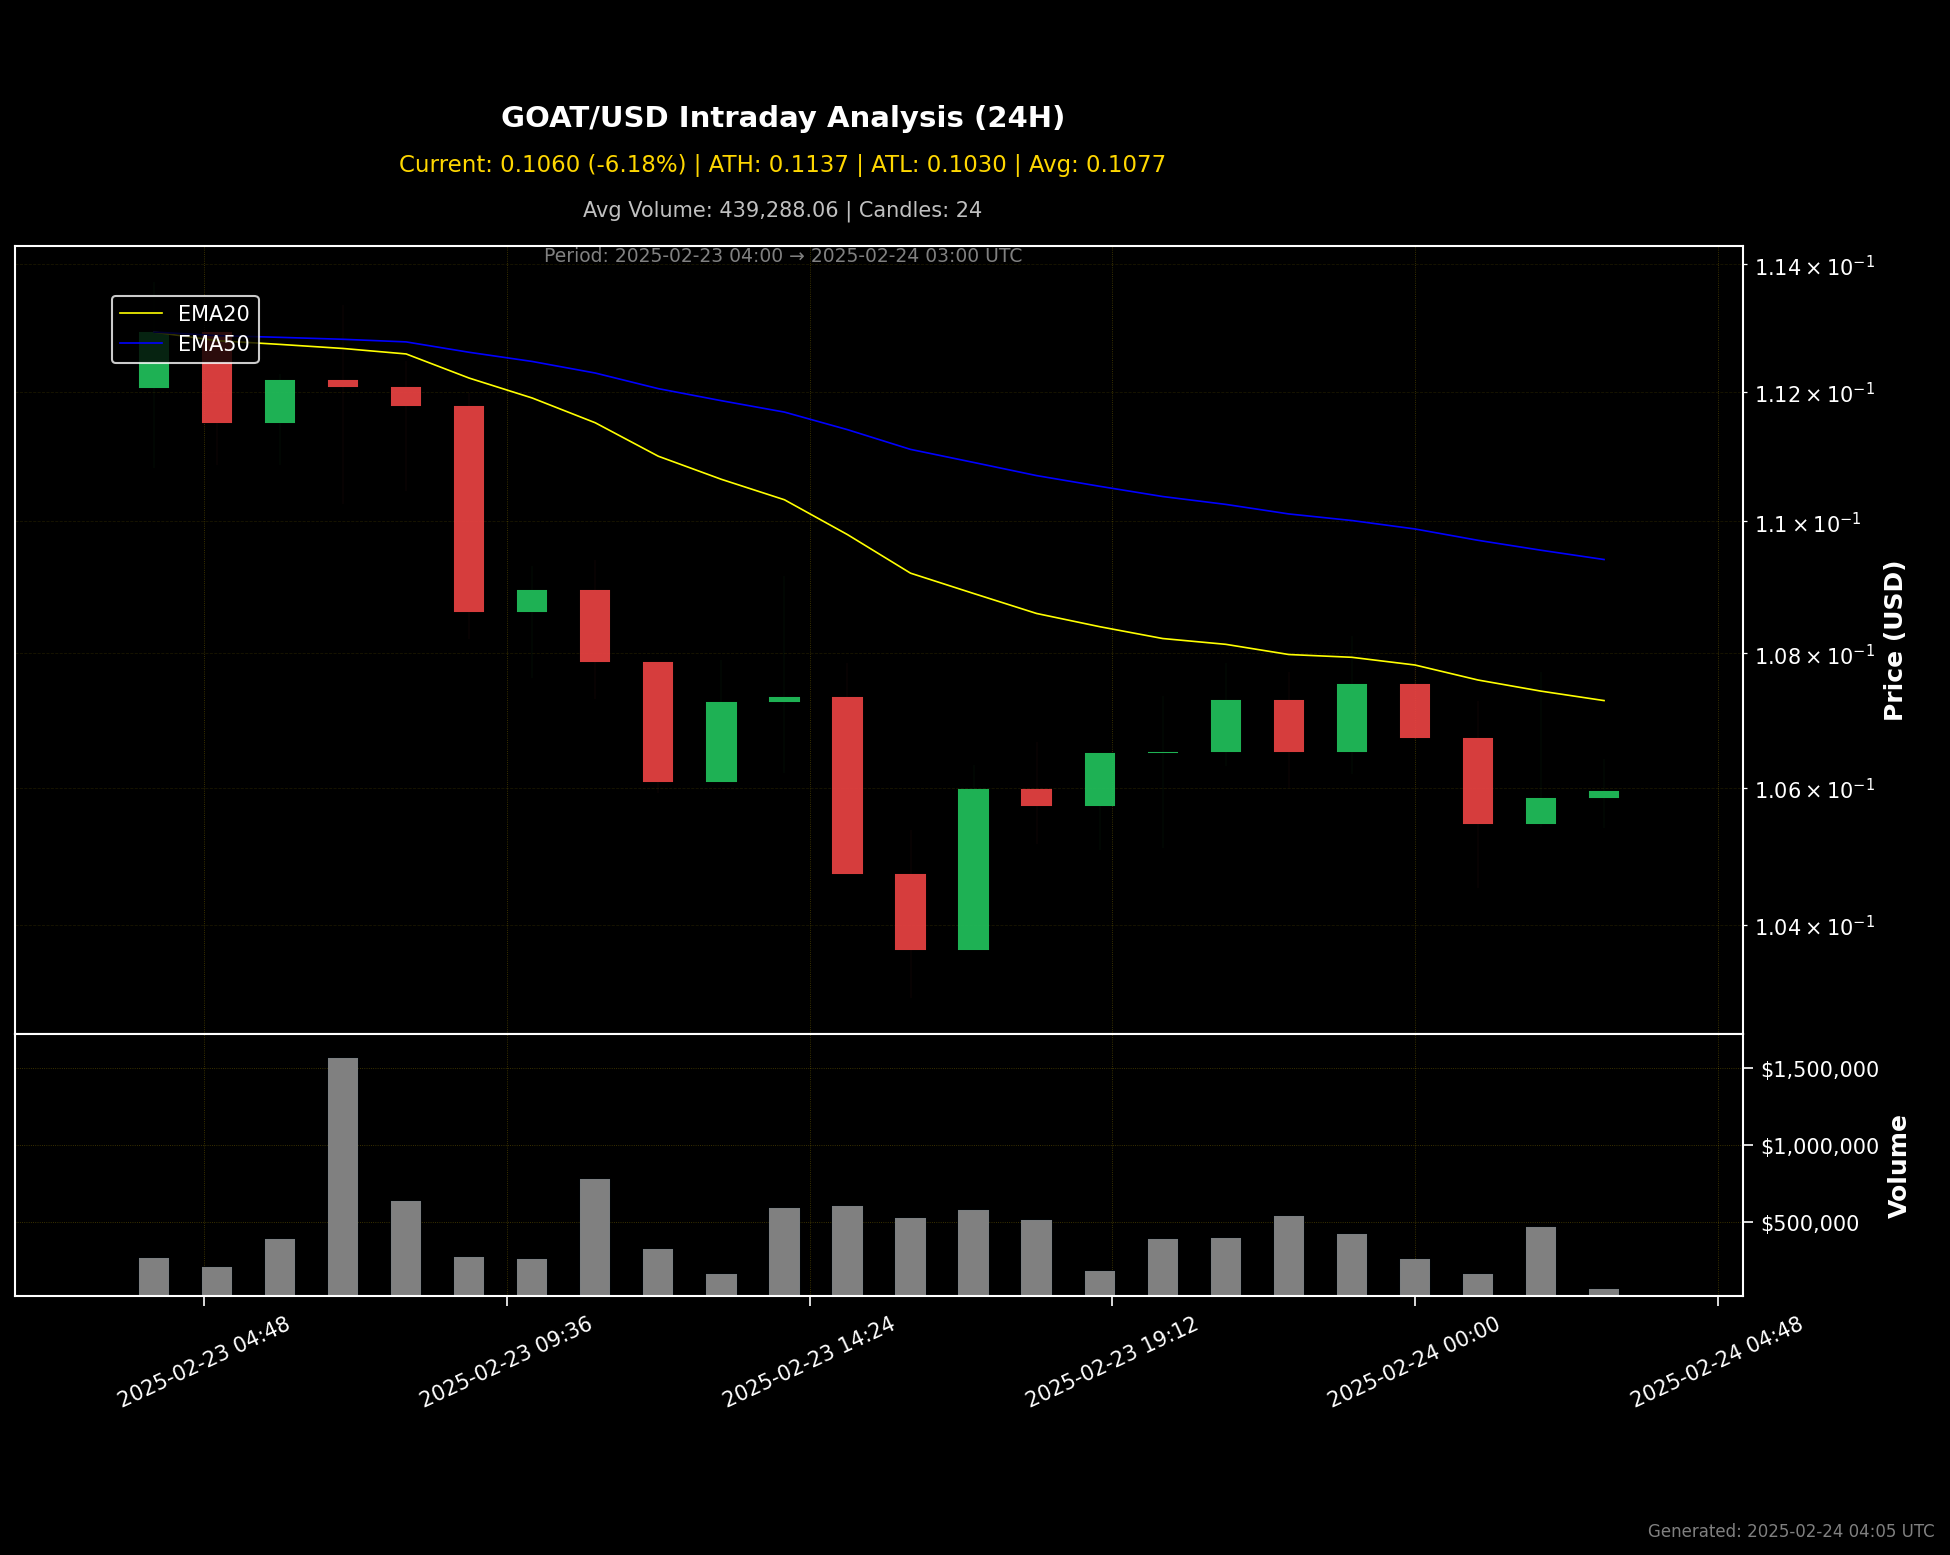 GOAT/USD Intraday Analysis (24H)
Current: 0.1060 (-6.18%) | ATH: 0.1137 | ATL: 0.1030 | Avg: 0.1077
Avg Volume: 439,288.06 | Candles: 24
Period: 2025-02-23 04:00 → 2025-02-24 03:00 UTC
EMA20
EMA50
1.14 × 10⁻¹
1.12 × 10⁻¹
1.1 × 10⁻¹
1.08 × 10⁻¹
1.06 × 10⁻¹
1.04 × 10⁻¹
Price (USD)
$1,500,000
$1,000,000
$500,000
Volume
2025-02-23 04:48
2025-02-23 09:36
2025-02-23 14:24
2025-02-23 19:12
2025-02-24 00:00
2025-02-24 04:48
Generated: 2025-02-24 04:05 UTC